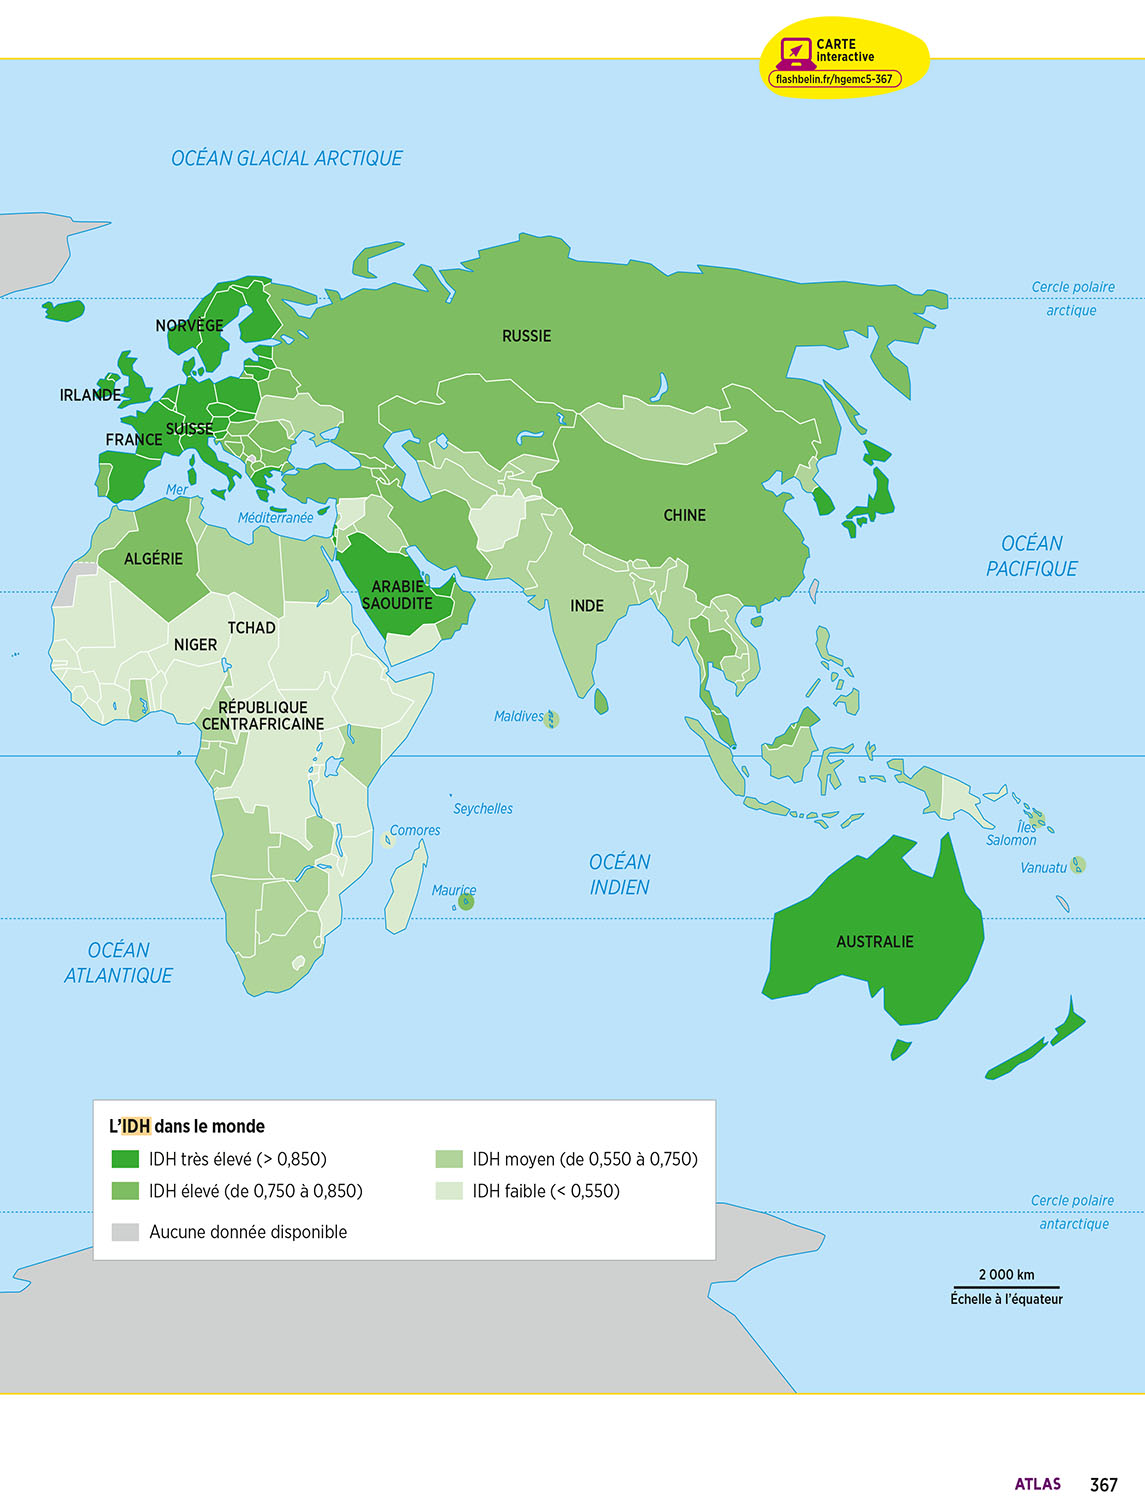 CARTE
interactive
flashbelin.fr/hgemc5-367
OCÉAN GLACIAL ARCTIQUE
Cercle polaire
arctique
NORVÈGE
RUSSIE
IRLANDE
SUISSE
FRANCE
Mer
Méditerranée
CHINE
OCÉAN
PACIFIQUE
ALGÉRIE
ARABIE
SAOUDITE
INDE
TCHAD
NIGER
RÉPUBLIQUE
CENTRAFRICAINE
Maldives
Seychelles
Comores
Îles
Salomon
OCÉAN
INDIEN
Vanuatu
Maurice
AUSTRALIE
OCÉAN
ATLANTIQUE
L'IDH dans le monde
IDH très élevé (> 0,850)
IDH élevé (de 0,750 à 0,850)
IDH moyen (de 0,550 à 0,750)
IDH faible (< 0,550)
Aucune donnée disponible
Cercle polaire
antarctique
2 000 km
Échelle à l'équateur
ATLAS 367